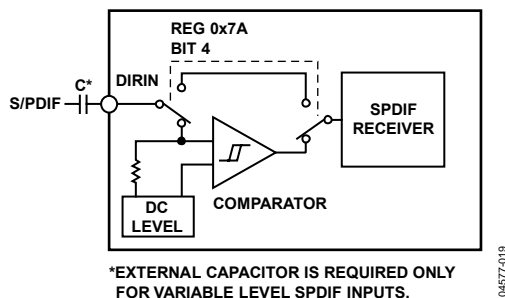 REG 0x7A
BIT 4
C*
DIRIN
S/PDIF
SPDIF
RECEIVER
COMPARATOR
DC
LEVEL
*EXTERNAL CAPACITOR IS REQUIRED ONLY
FOR VARIABLE LEVEL SPDIF INPUTS.
04577-019